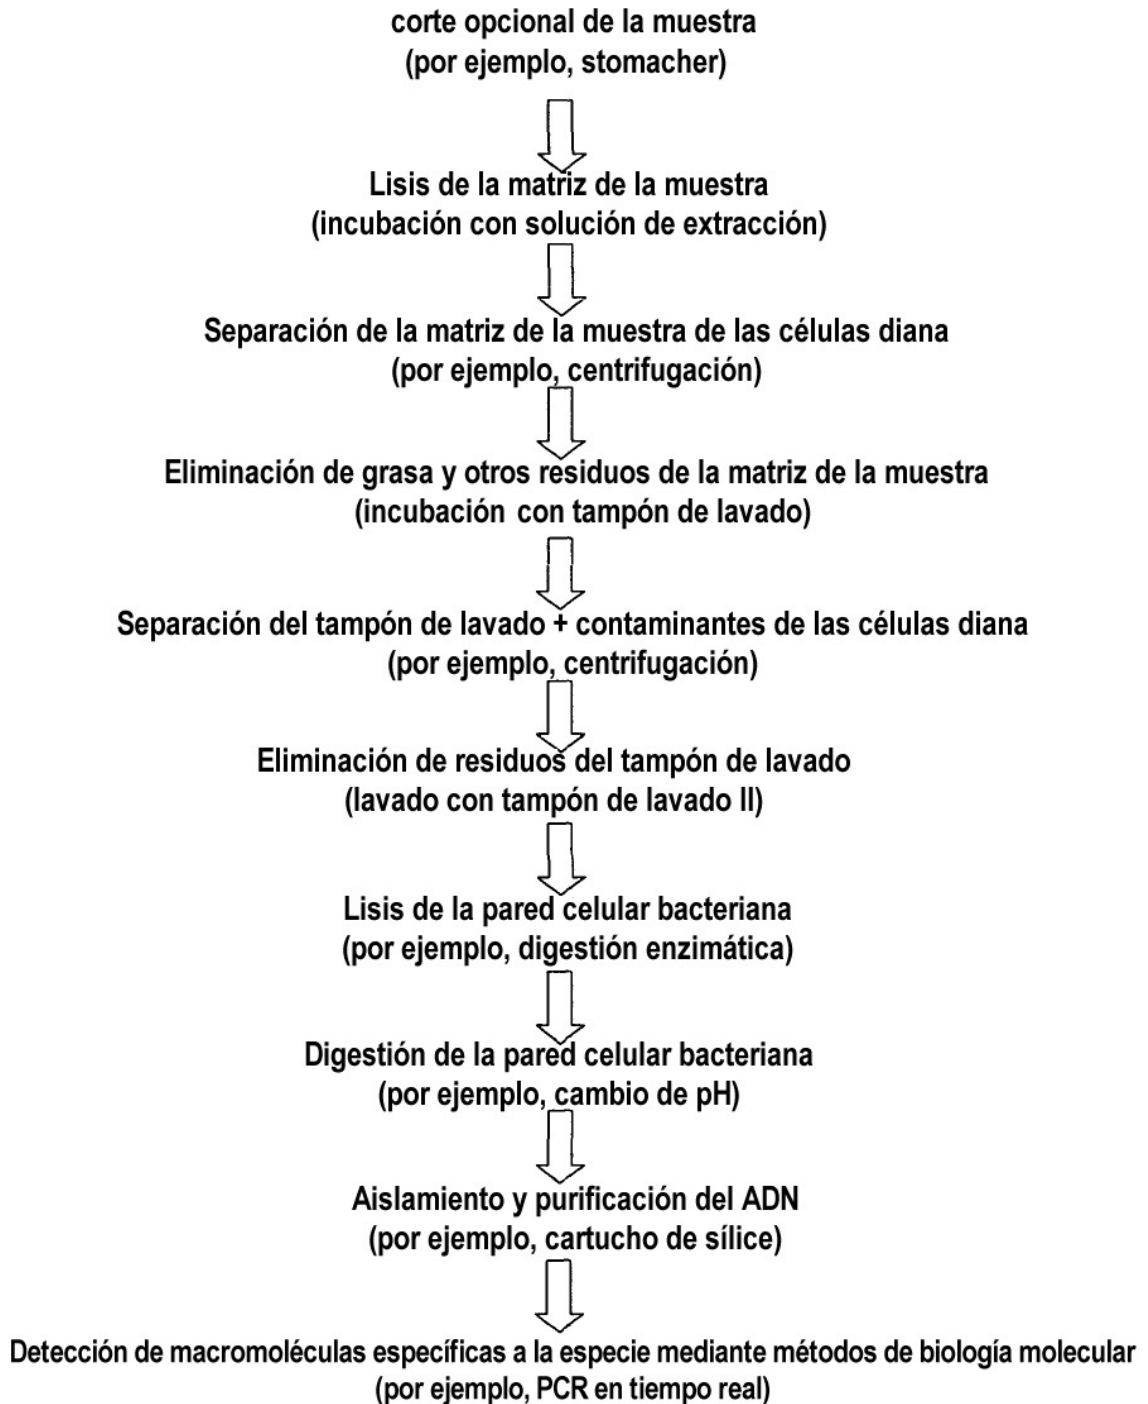 corte opcional de la muestra
(por ejemplo, stomacher)
Lisis de la matriz de la muestra
(incubación con solución de extracción)
Separación de la matriz de la muestra de las células diana
(por ejemplo, centrifugación)
Eliminación de grasa y otros residuos de la matriz de la muestra
(incubación con tampón de lavado)
Separación del tampón de lavado + contaminantes de las células diana
(por ejemplo, centrifugación)
Eliminación de residuos del tampón de lavado
(lavado con tampón de lavado II)
Lisis de la pared celular bacteriana
(por ejemplo, digestión enzimática)
Digestión de la pared celular bacteriana
(por ejemplo, cambio de pH)
Aislamiento y purificación del ADN
(por ejemplo, cartucho de sílice)
Detección de macromoléculas específicas a la especie mediante métodos de biología molecular
(por ejemplo, PCR en tiempo real)